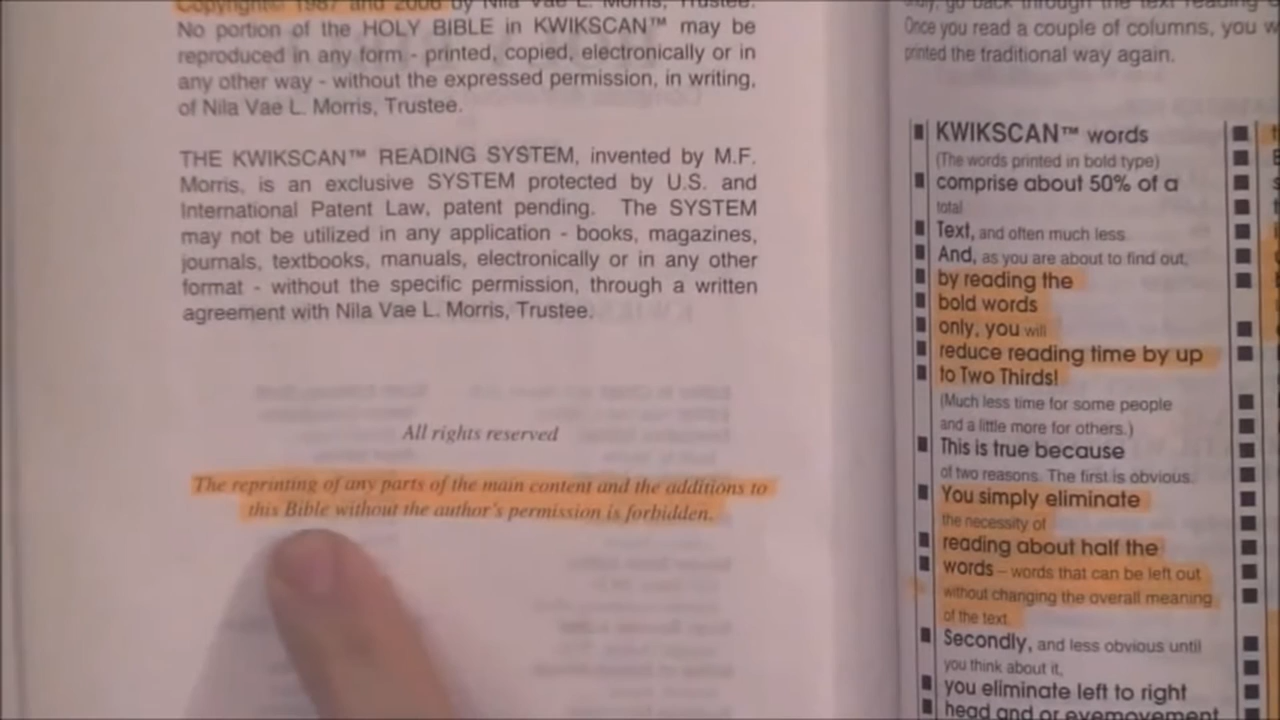 Copyright© 1987 and 2008 by Nila Vae L. Morris, Trustee.
No portion of the HOLY BIBLE in KWIKSCAN™ may be
reproduced in any form - printed, copied, electronically or in
any other way - without the expressed permission, in writing,
of Nila Vae L. Morris, Trustee.
THE KWIKSCAN™ READING SYSTEM, invented by M.F.
Morris, is an exclusive SYSTEM protected by U.S. and
International Patent Law, patent pending. The SYSTEM
may not be utilized in any application - books, magazines,
journals, textbooks, manuals, electronically or in any other
format - without the specific permission, through a written
agreement with Nila Vae L. Morris, Trustee.
All rights reserved
The reprinting of any parts of the main content and the additions to
this Bible without the author's permission is forbidden.
go back through the text reading
Once you read a couple of columns, you
printed the traditional way again.
KWIKSCAN™ words
(The words printed in bold type)
comprise about 50% of a
total
Text, and often much less
And, as you are about to find out,
by reading the
bold words
only, you will
reduce reading time by up
to Two Thirds!
(Much less time for some people
and a little more for others.)
This is true because
of two reasons. The first is obvious.
You simply eliminate
the necessity of
reading about half the
words – words that can be left out
without changing the overall meaning
of the text.
Secondly, and less obvious until
you think about it,
you eliminate left to right
head and or eyemovement